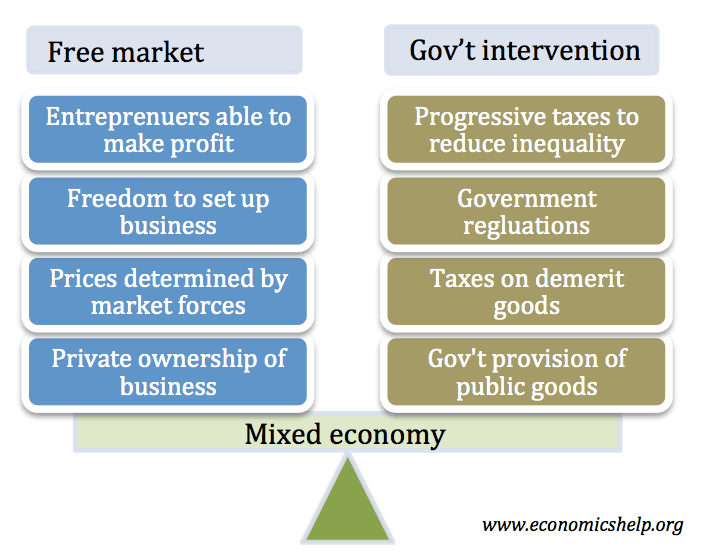 Free market
Entreprenuers able to
make profit
Freedom to set up
business
Prices determined by
market forces
Private ownership of
business
Gov’t intervention
Progressive taxes to
reduce inequality
Government
regluations
Taxes on demerit
goods
Gov't provision of
public goods
Mixed economy
www.economicshelp.org